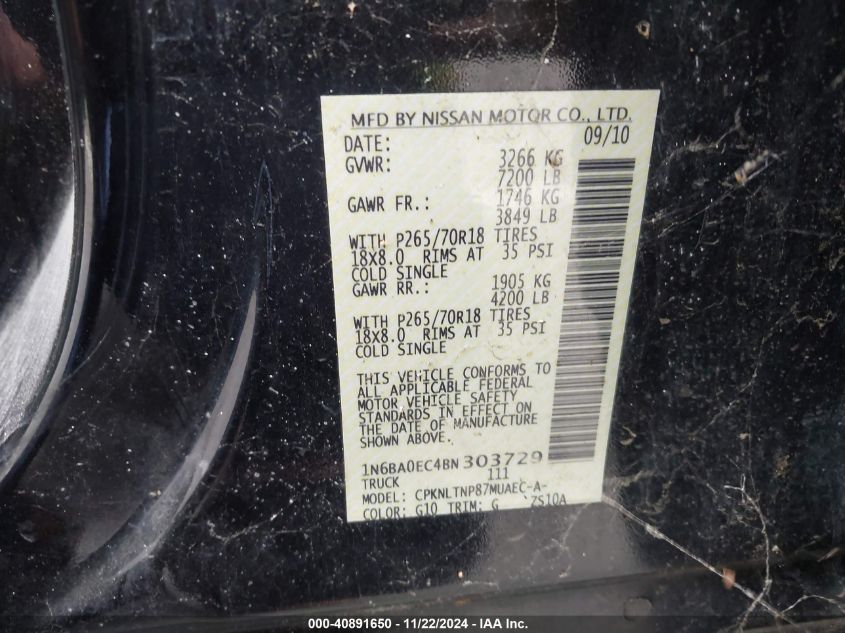 MFD BY NISSAN MOTOR CO., LTD.
DATE: 09/10
GVWR: 3266 KG
7200 LB
GAWR FR.: 1746 KG
3849 LB
WITH P265/70R18 TIRES
18X8.0 RIMS AT 35 PSI
COLD SINGLE
GAWR RR.: 1905 KG
4200 LB
WITH P265/70R18 TIRES
18X8.0 RIMS AT 35 PSI
COLD SINGLE
THIS VEHICLE CONFORMS TO
ALL APPLICABLE FEDERAL
MOTOR VEHICLE SAFETY
STANDARDS IN EFFECT ON
THE DATE OF MANUFACTURE
SHOWN ABOVE.
1N6BA0EC4BN303729
TRUCK 111
MODEL: CPKNLTNP87MUAEC-A-
COLOR: G10 TRIM: G ZS10A
000-40891650 - 11/22/2024 - IAA Inc.